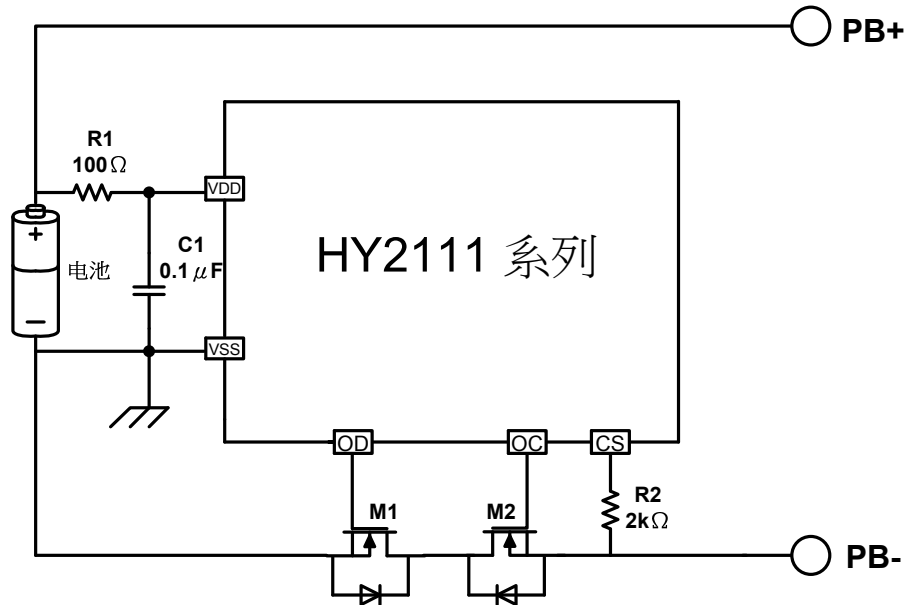 PB+
R1
100Ω
VDD
HY2111 系列
C1
0.1μF
+
电池
−
VSS
OD
OC
CS
M1
M2
R2
2kΩ
PB-